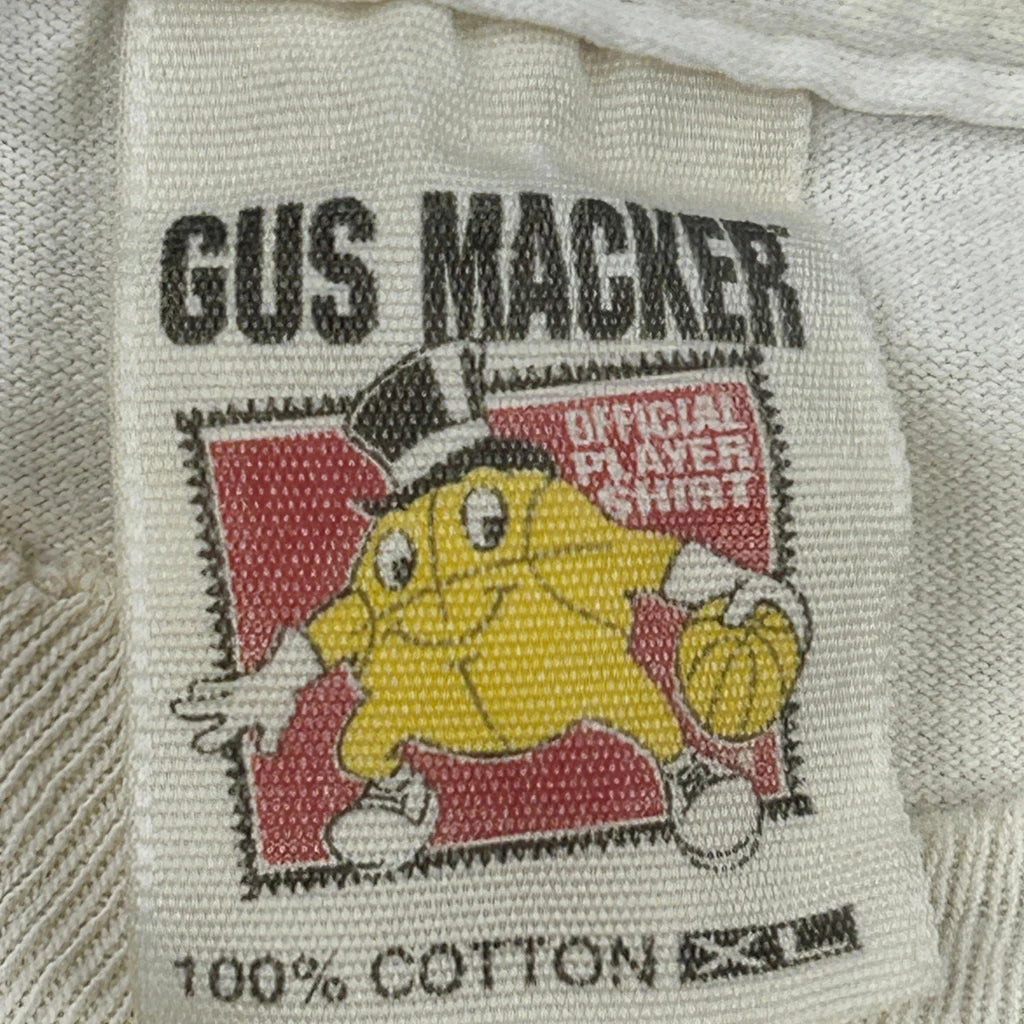 GUS MACKER
OFFICIAL
PLAYER
SHIRT
100% COTTON